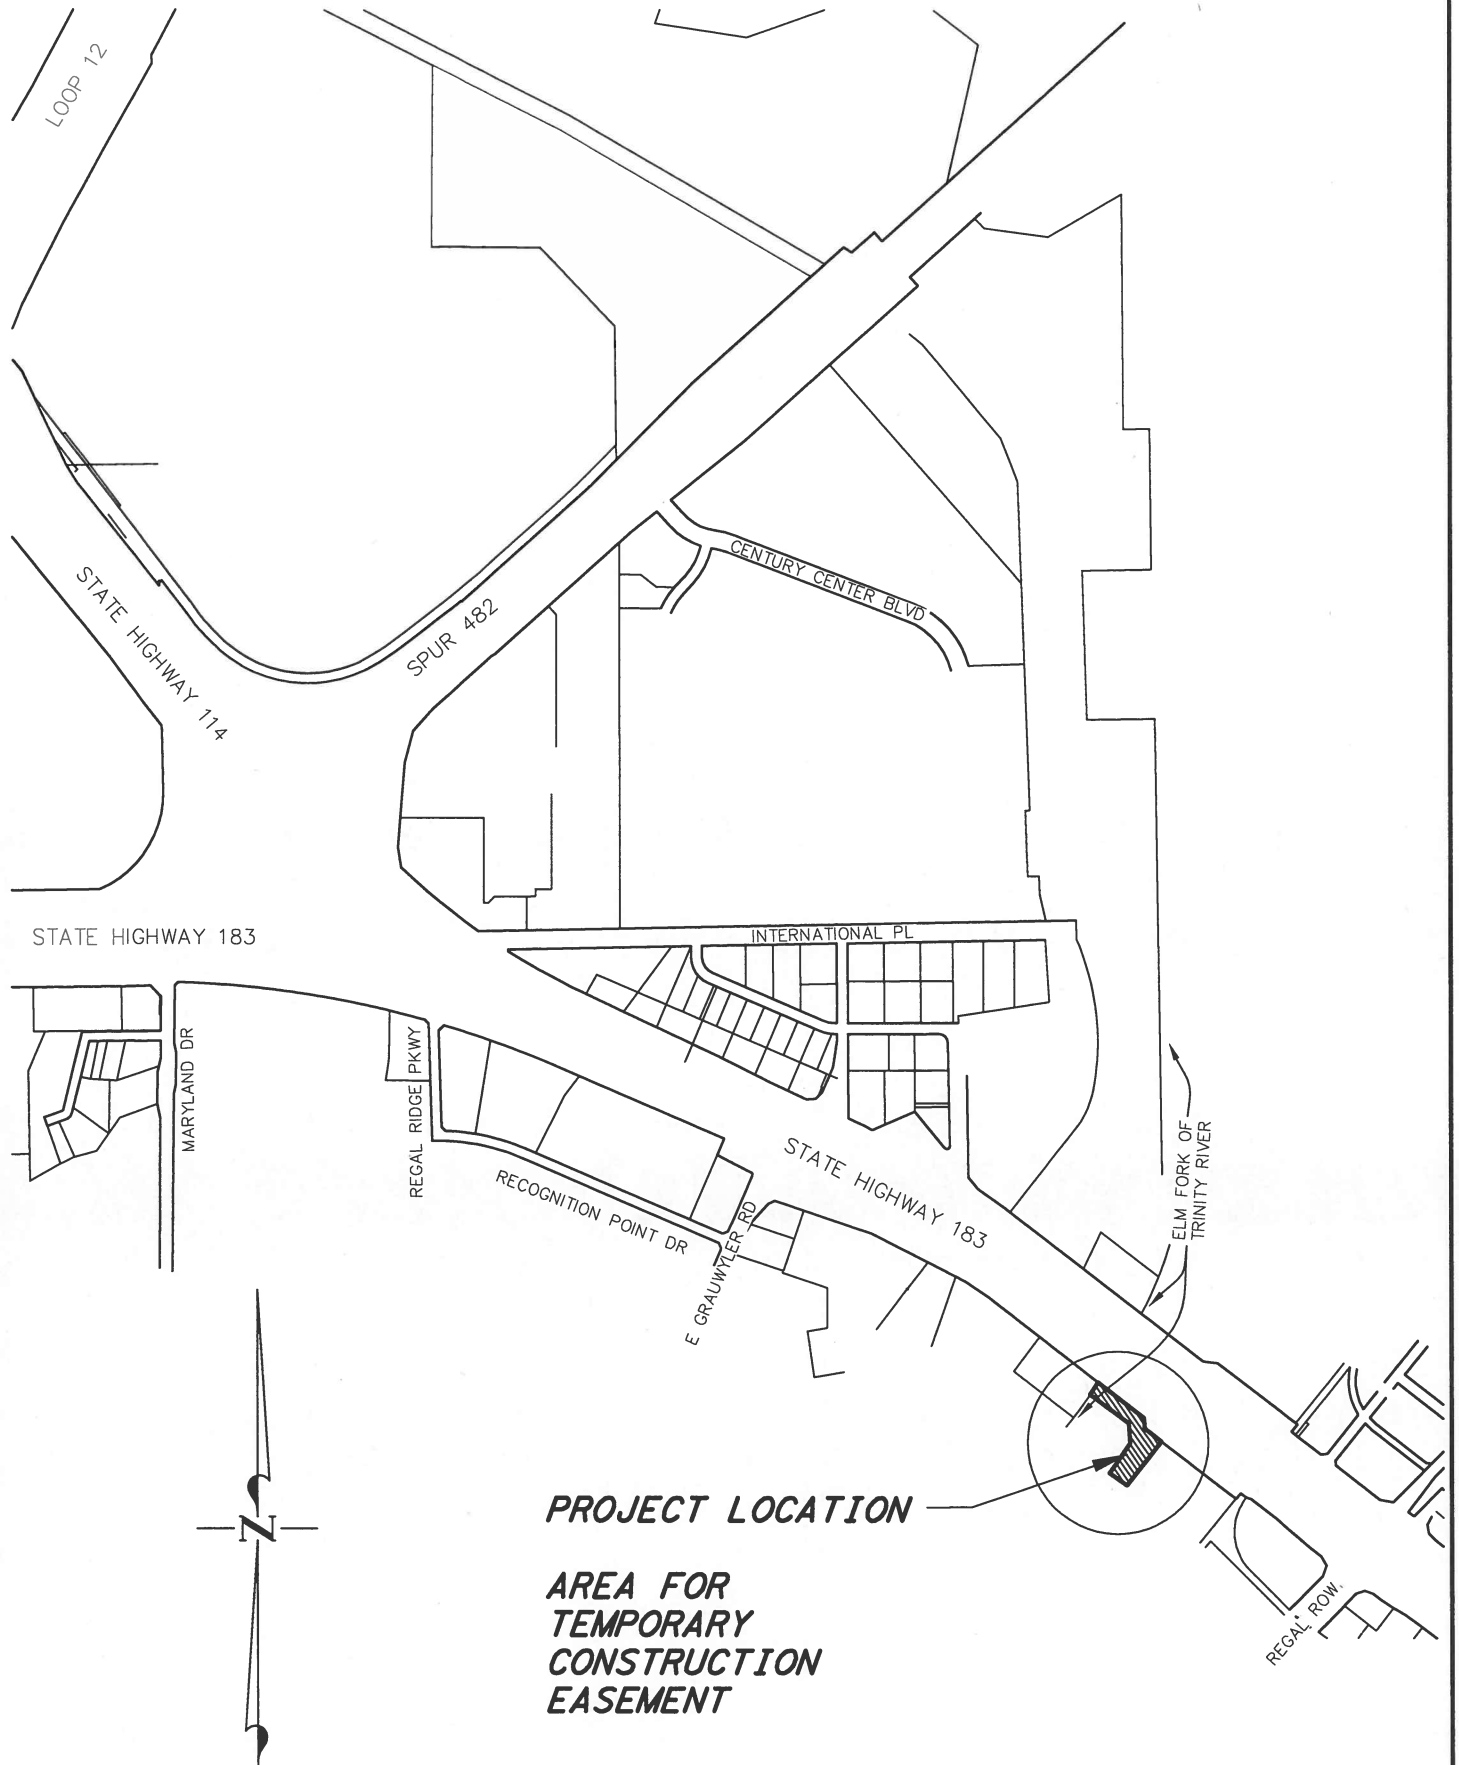 LOOP 12
CENTURY CENTER BLVD
STATE HIGHWAY 114
SPUR 482
STATE HIGHWAY 183
INTERNATIONAL PL
MARYLAND DR
REGAL RIDGE PKWY
RECOGNITION POINT DR
E GRAUWYLER RD
STATE HIGHWAY 183
ELM FORK OF
TRINITY RIVER
PROJECT LOCATION
N
AREA FOR
TEMPORARY
CONSTRUCTION
EASEMENT
REGAL ROW